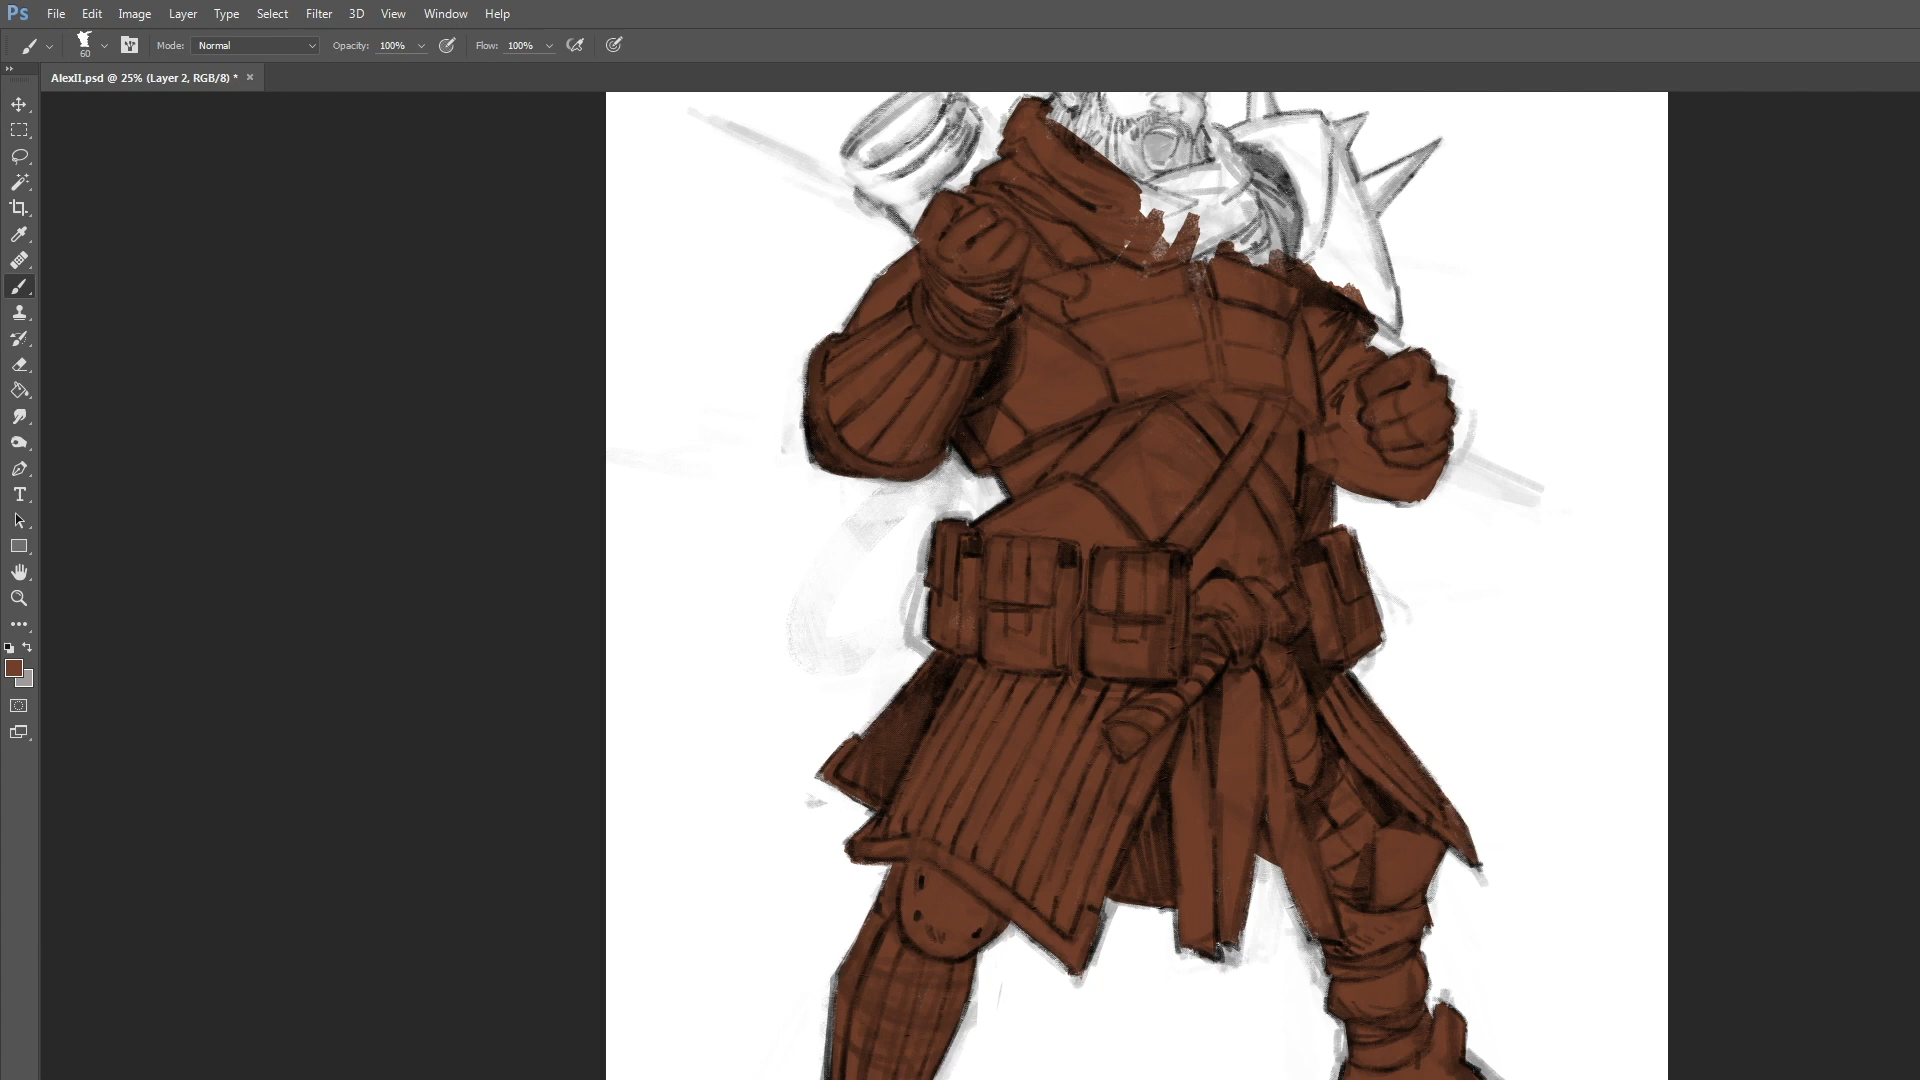 Ps File Edit Image Layer Type Select Filter 3D View Window Help
60 Mode: Normal Opacity: 100% Flow: 100%
AlexII.psd @ 25% (Layer 2, RGB/8) * ×